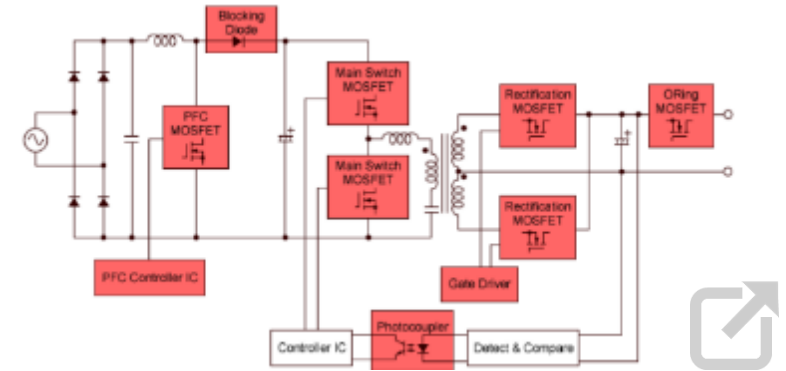 Blocking
Diode
Main Switch
MOSFET
PFC
MOSFET
Rectification
MOSFET
ORing
MOSFET
Main Switch
MOSFET
Rectification
MOSFET
PFC Controller IC
Gate Driver
Photocoupler
Controller IC
Detect & Compare